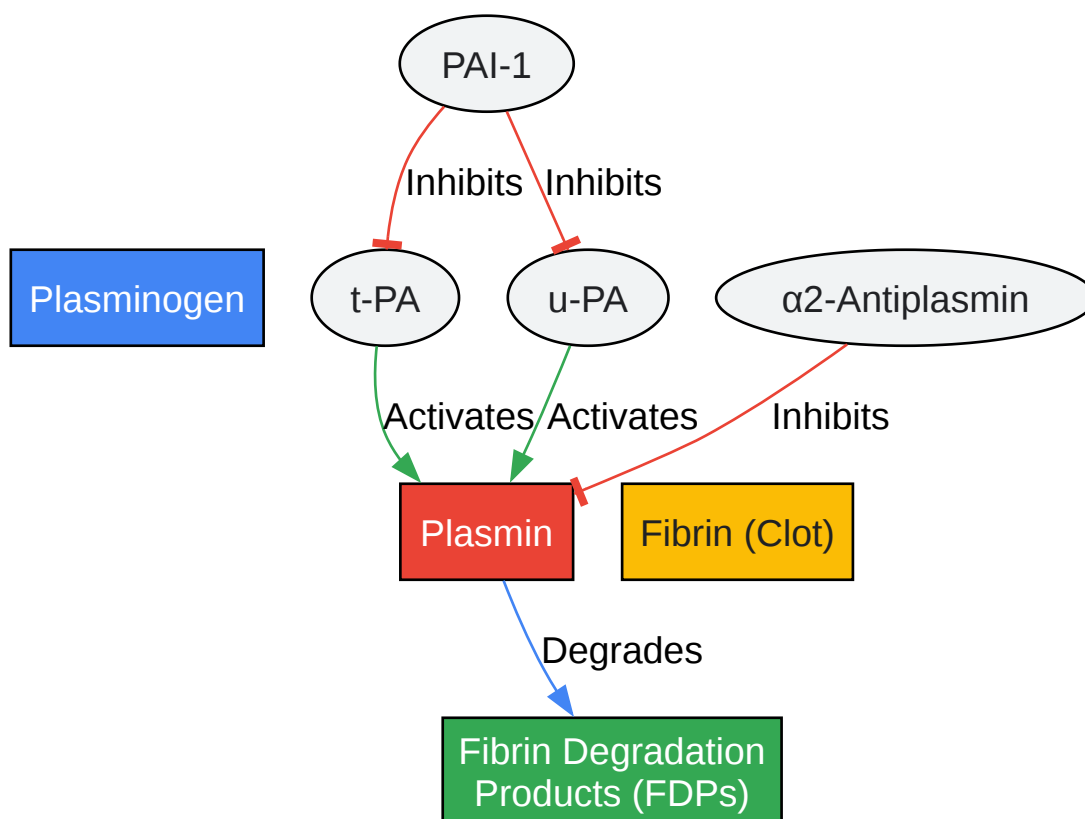 PAI-1
Inhibits
Inhibits
Plasminogen
t-PA
u-PA
α2-Antiplasmin
Activates
Activates
Inhibits
Plasmin
Fibrin (Clot)
Degrades
Fibrin Degradation
Products (FDPs)